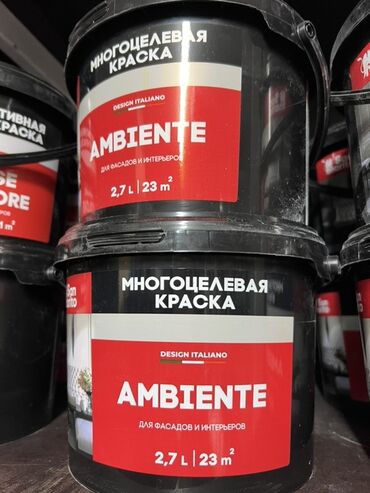 МНОГОЦЕЛЕВАЯ
КРАСКА
DESIGN ITALIANO
AMBIENTE
ДЛЯ ФАСАДОВ И ИНТЕРЬЕРОВ
2,7 L | 23 m²
МНОГОЦЕЛЕВАЯ
КРАСКА
DESIGN ITALIANO
AMBIENTE
ДЛЯ ФАСАДОВ И ИНТЕРЬЕРОВ
2,7 L | 23 m²
КРАСКА